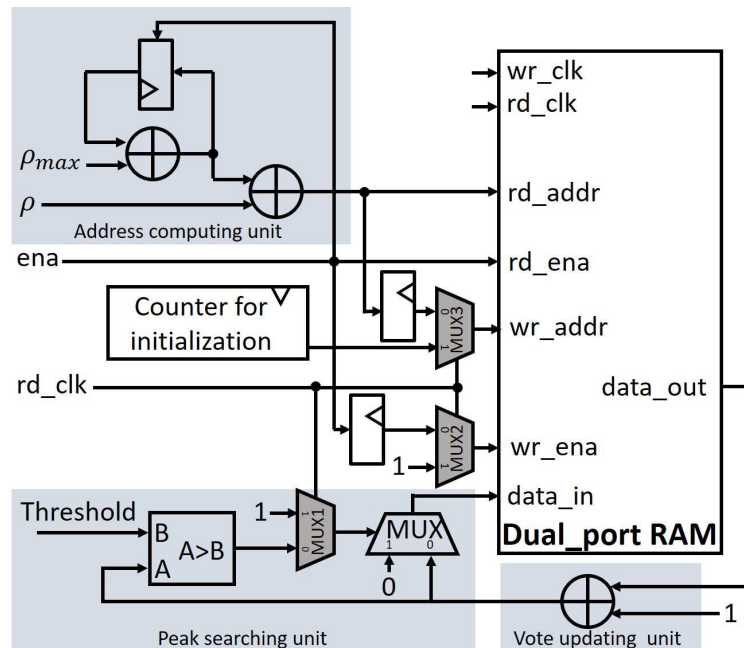 wr_clk
rd_clk
ρmax
ρ
rd_addr
Address computing unit
ena
rd_ena
Counter for
initialization
0
1
MUX3
wr_addr
rd_clk
data_out
0
1
MUX2
wr_ena
1
Threshold
1
1
0
MUX1
data_in
B
A
A>B
MUX
1
0
Dual_port RAM
0
1
Peak searching unit
Vote updating unit